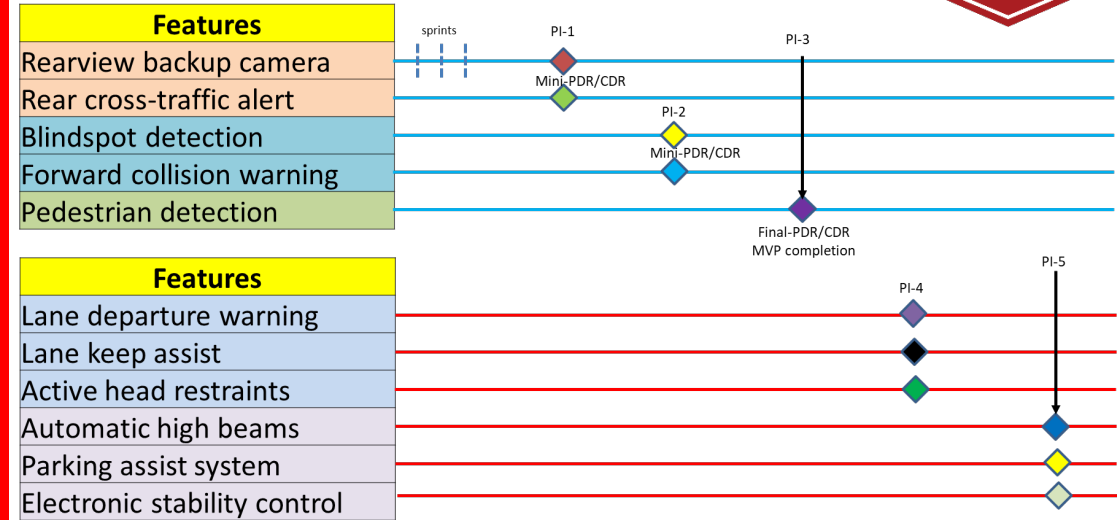 Features
Rearview backup camera
Rear cross-traffic alert
Blindspot detection
Forward collision warning
Pedestrian detection
sprints
PI-1
Mini-PDR/CDR
PI-2
Mini-PDR/CDR
PI-3
Final-PDR/CDR
MVP completion
Features
Lane departure warning
Lane keep assist
Active head restraints
Automatic high beams
Parking assist system
Electronic stability control
PI-4
PI-5